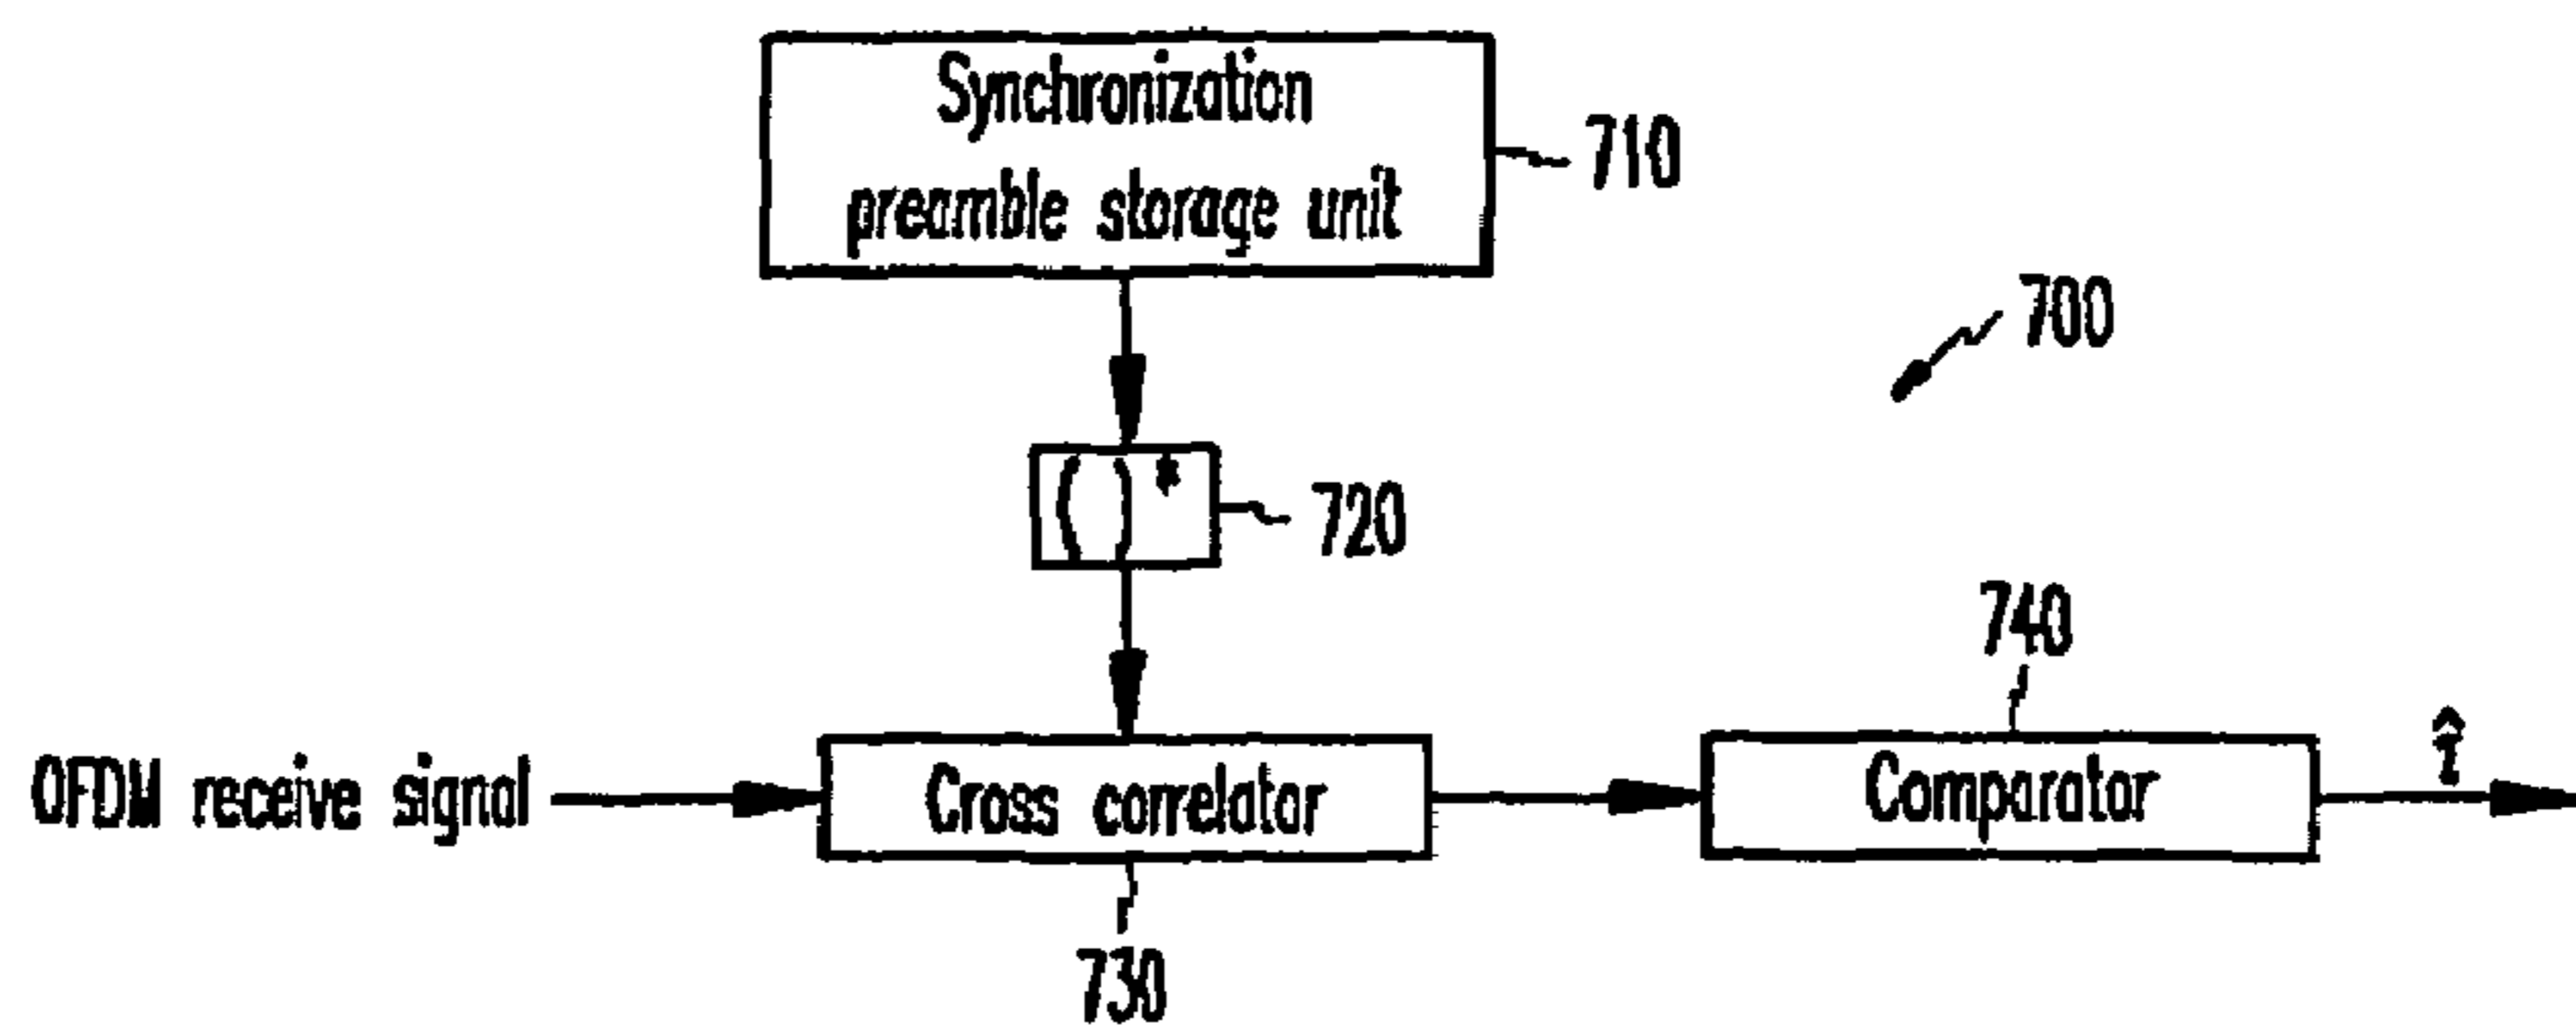 Synchronization
preamble storage unit
710
700
( )*
720
740
OFDM receive signal
Cross correlator
Comparator
730